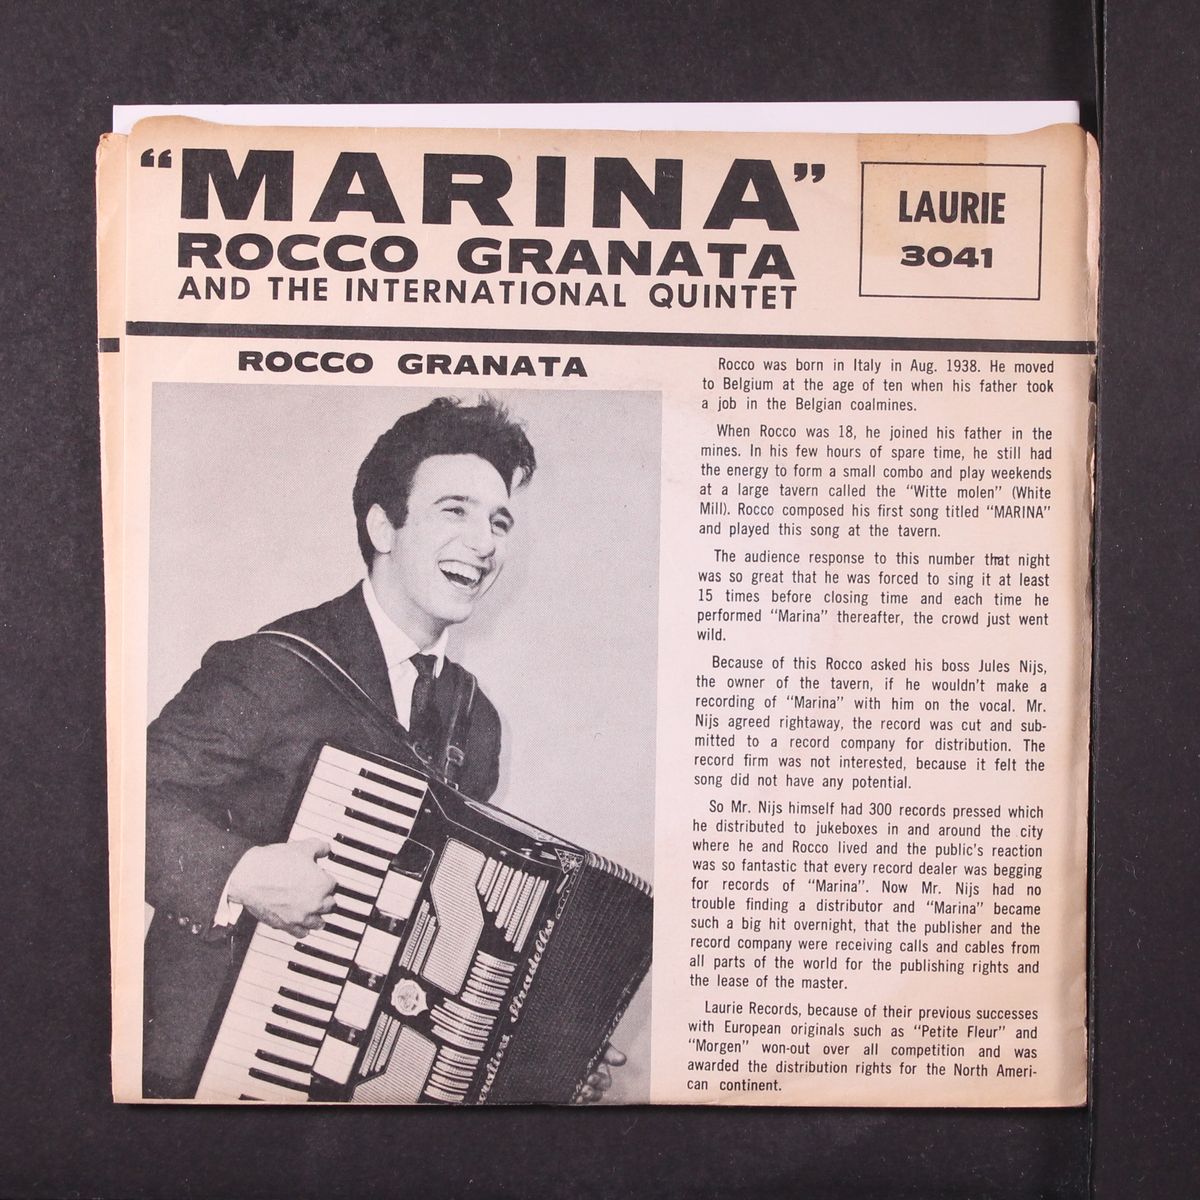 "MARINA"
ROCCO GRANATA
AND THE INTERNATIONAL QUINTET
LAURIE
3041
ROCCO GRANATA
Rocco was born in Italy in Aug. 1938. He moved
to Belgium at the age of ten when his father took
a job in the Belgian coalmines.
When Rocco was 18, he joined his father in the
mines. In his few hours of spare time, he still had
the energy to form a small combo and play weekends
at a large tavern called the "Witte molen" (White
Mill). Rocco composed his first song titled "MARINA"
and played this song at the tavern.
The audience response to this number that night
was so great that he was forced to sing it at least
15 times before closing time and each time he
performed "Marina" thereafter, the crowd just went
wild.
Because of this Rocco asked his boss Jules Nijs,
the owner of the tavern, if he wouldn't make a
recording of "Marina" with him on the vocal. Mr.
Nijs agreed rightaway, the record was cut and sub-
mitted to a record company for distribution. The
record firm was not interested, because it felt the
song did not have any potential.
So Mr. Nijs himself had 300 records pressed which
he distributed to jukeboxes in and around the city
where he and Rocco lived and the public's reaction
was so fantastic that every record dealer was begging
for records of "Marina". Now Mr. Nijs had no
trouble finding a distributor and "Marina" became
such a big hit overnight, that the publisher and the
record company were receiving calls and cables from
all parts of the world for the publishing rights and
the lease of the master.
Laurie Records, because of their previous successes
with European originals such as "Petite Fleur" and
"Morgen" won-out over all competition and was
awarded the distribution rights for the North Ameri-
can continent.
Stradella